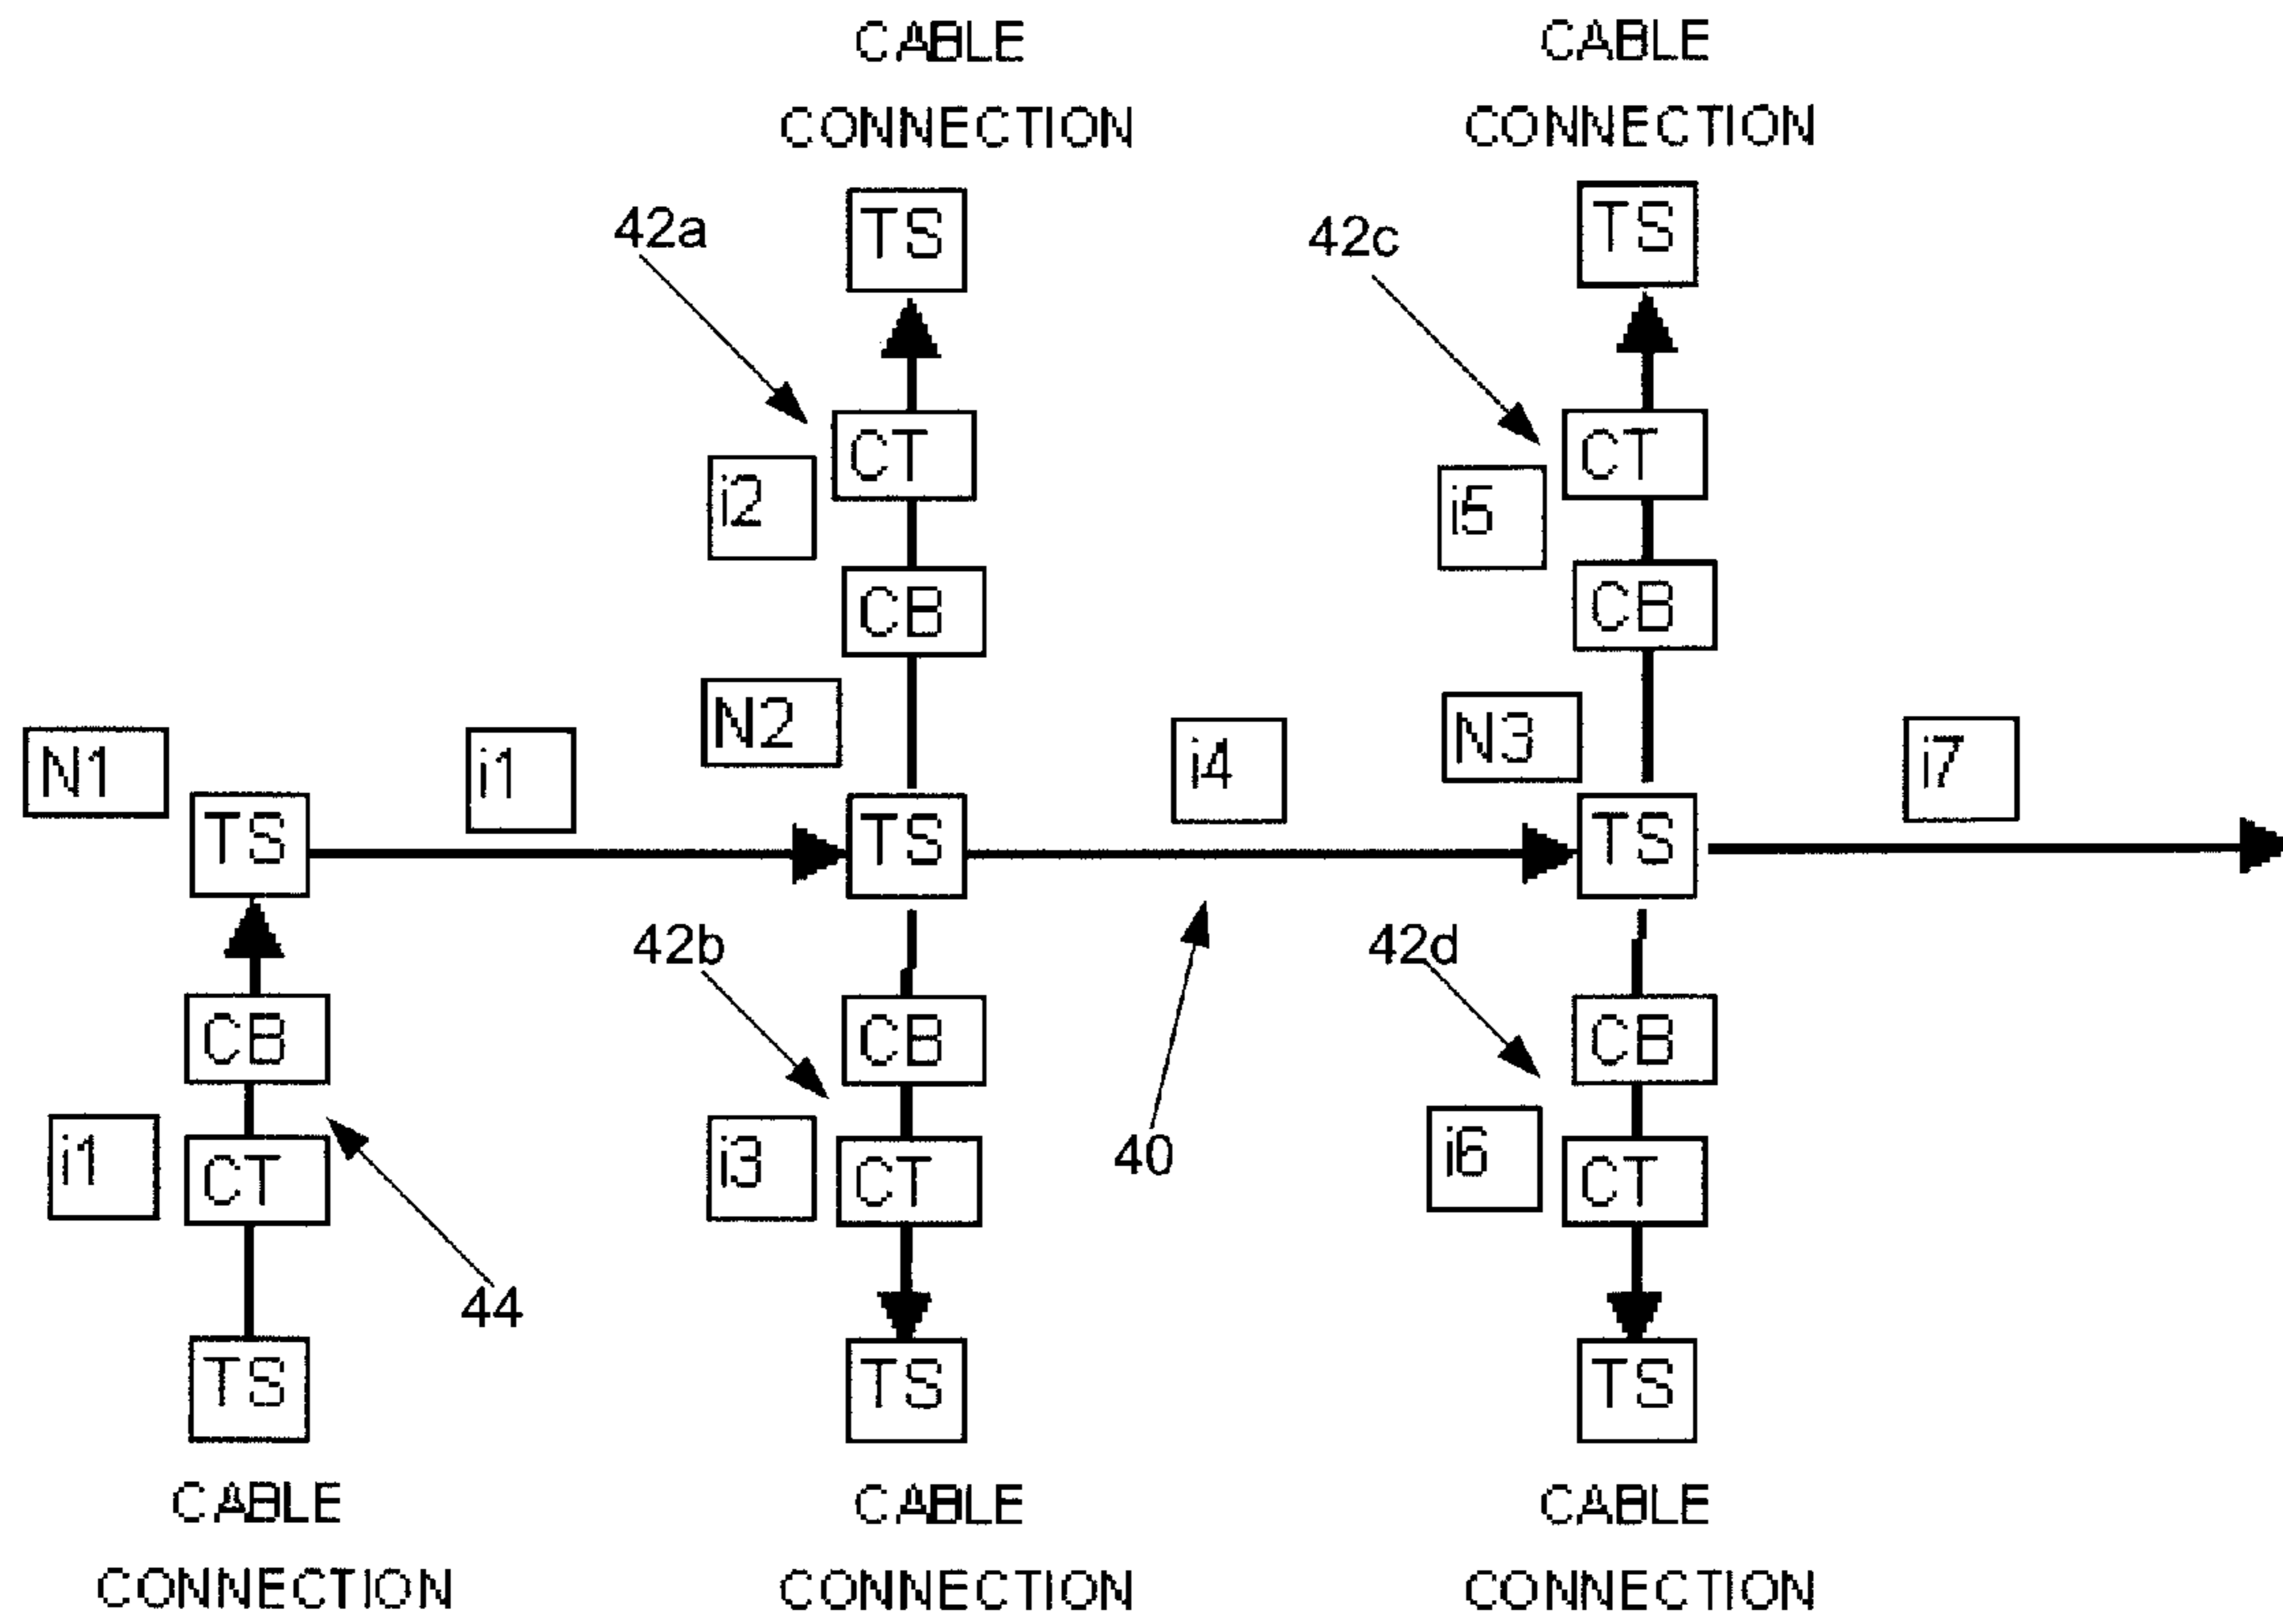 CABLE CABLE
CONNECTION CONNECTION
TS TS
42a 42c
CT CT
i2 i5
CB CB
N2 N3
N1 i1 i4 i7
TS TS TS
42b 42d
CB CB CB
i1 CT i3 CT 40 i6 CT
44
TS TS TS
CABLE CABLE CABLE
CONNECTION CONNECTION CONNECTION